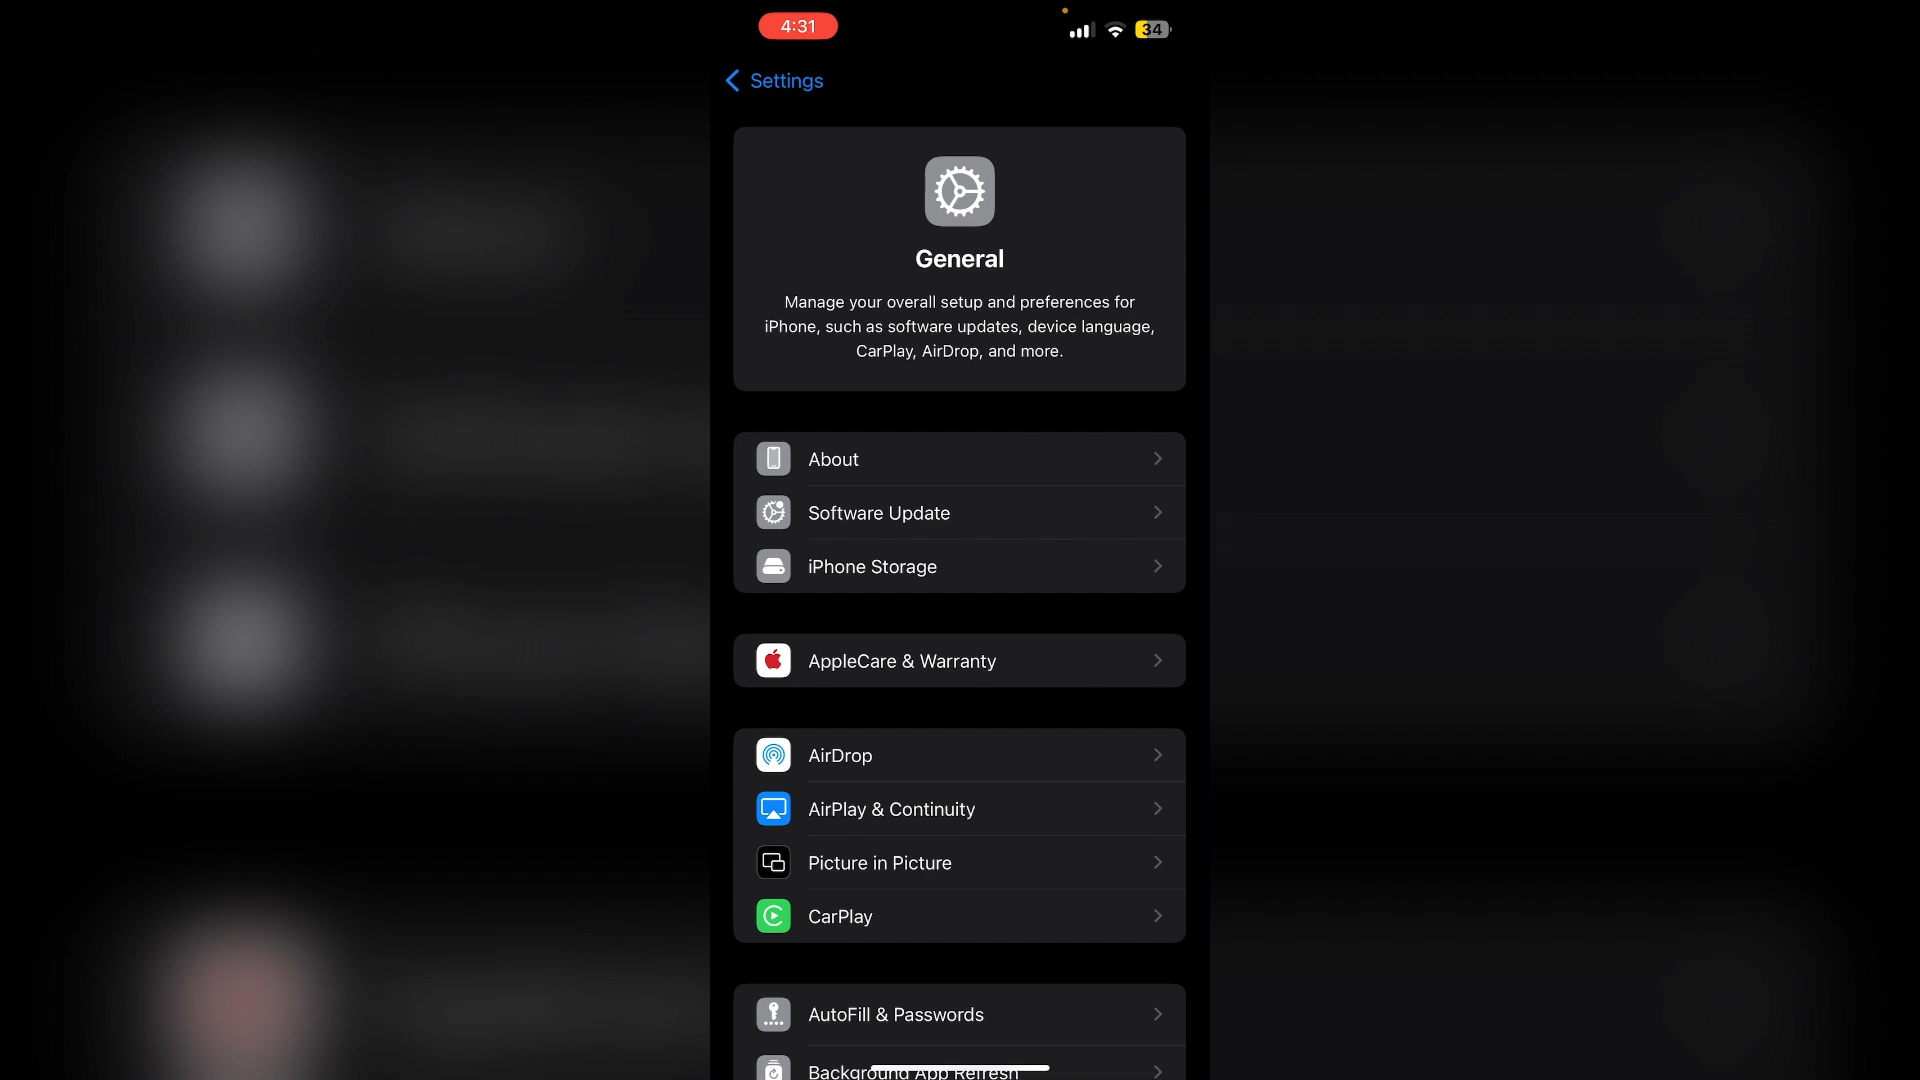 4:31
34
Settings
General
Manage your overall setup and preferences for
iPhone, such as software updates, device language,
CarPlay, AirDrop, and more.
About
Software Update
iPhone Storage
AppleCare & Warranty
AirDrop
AirPlay & Continuity
Picture in Picture
CarPlay
AutoFill & Passwords
Background App Refresh